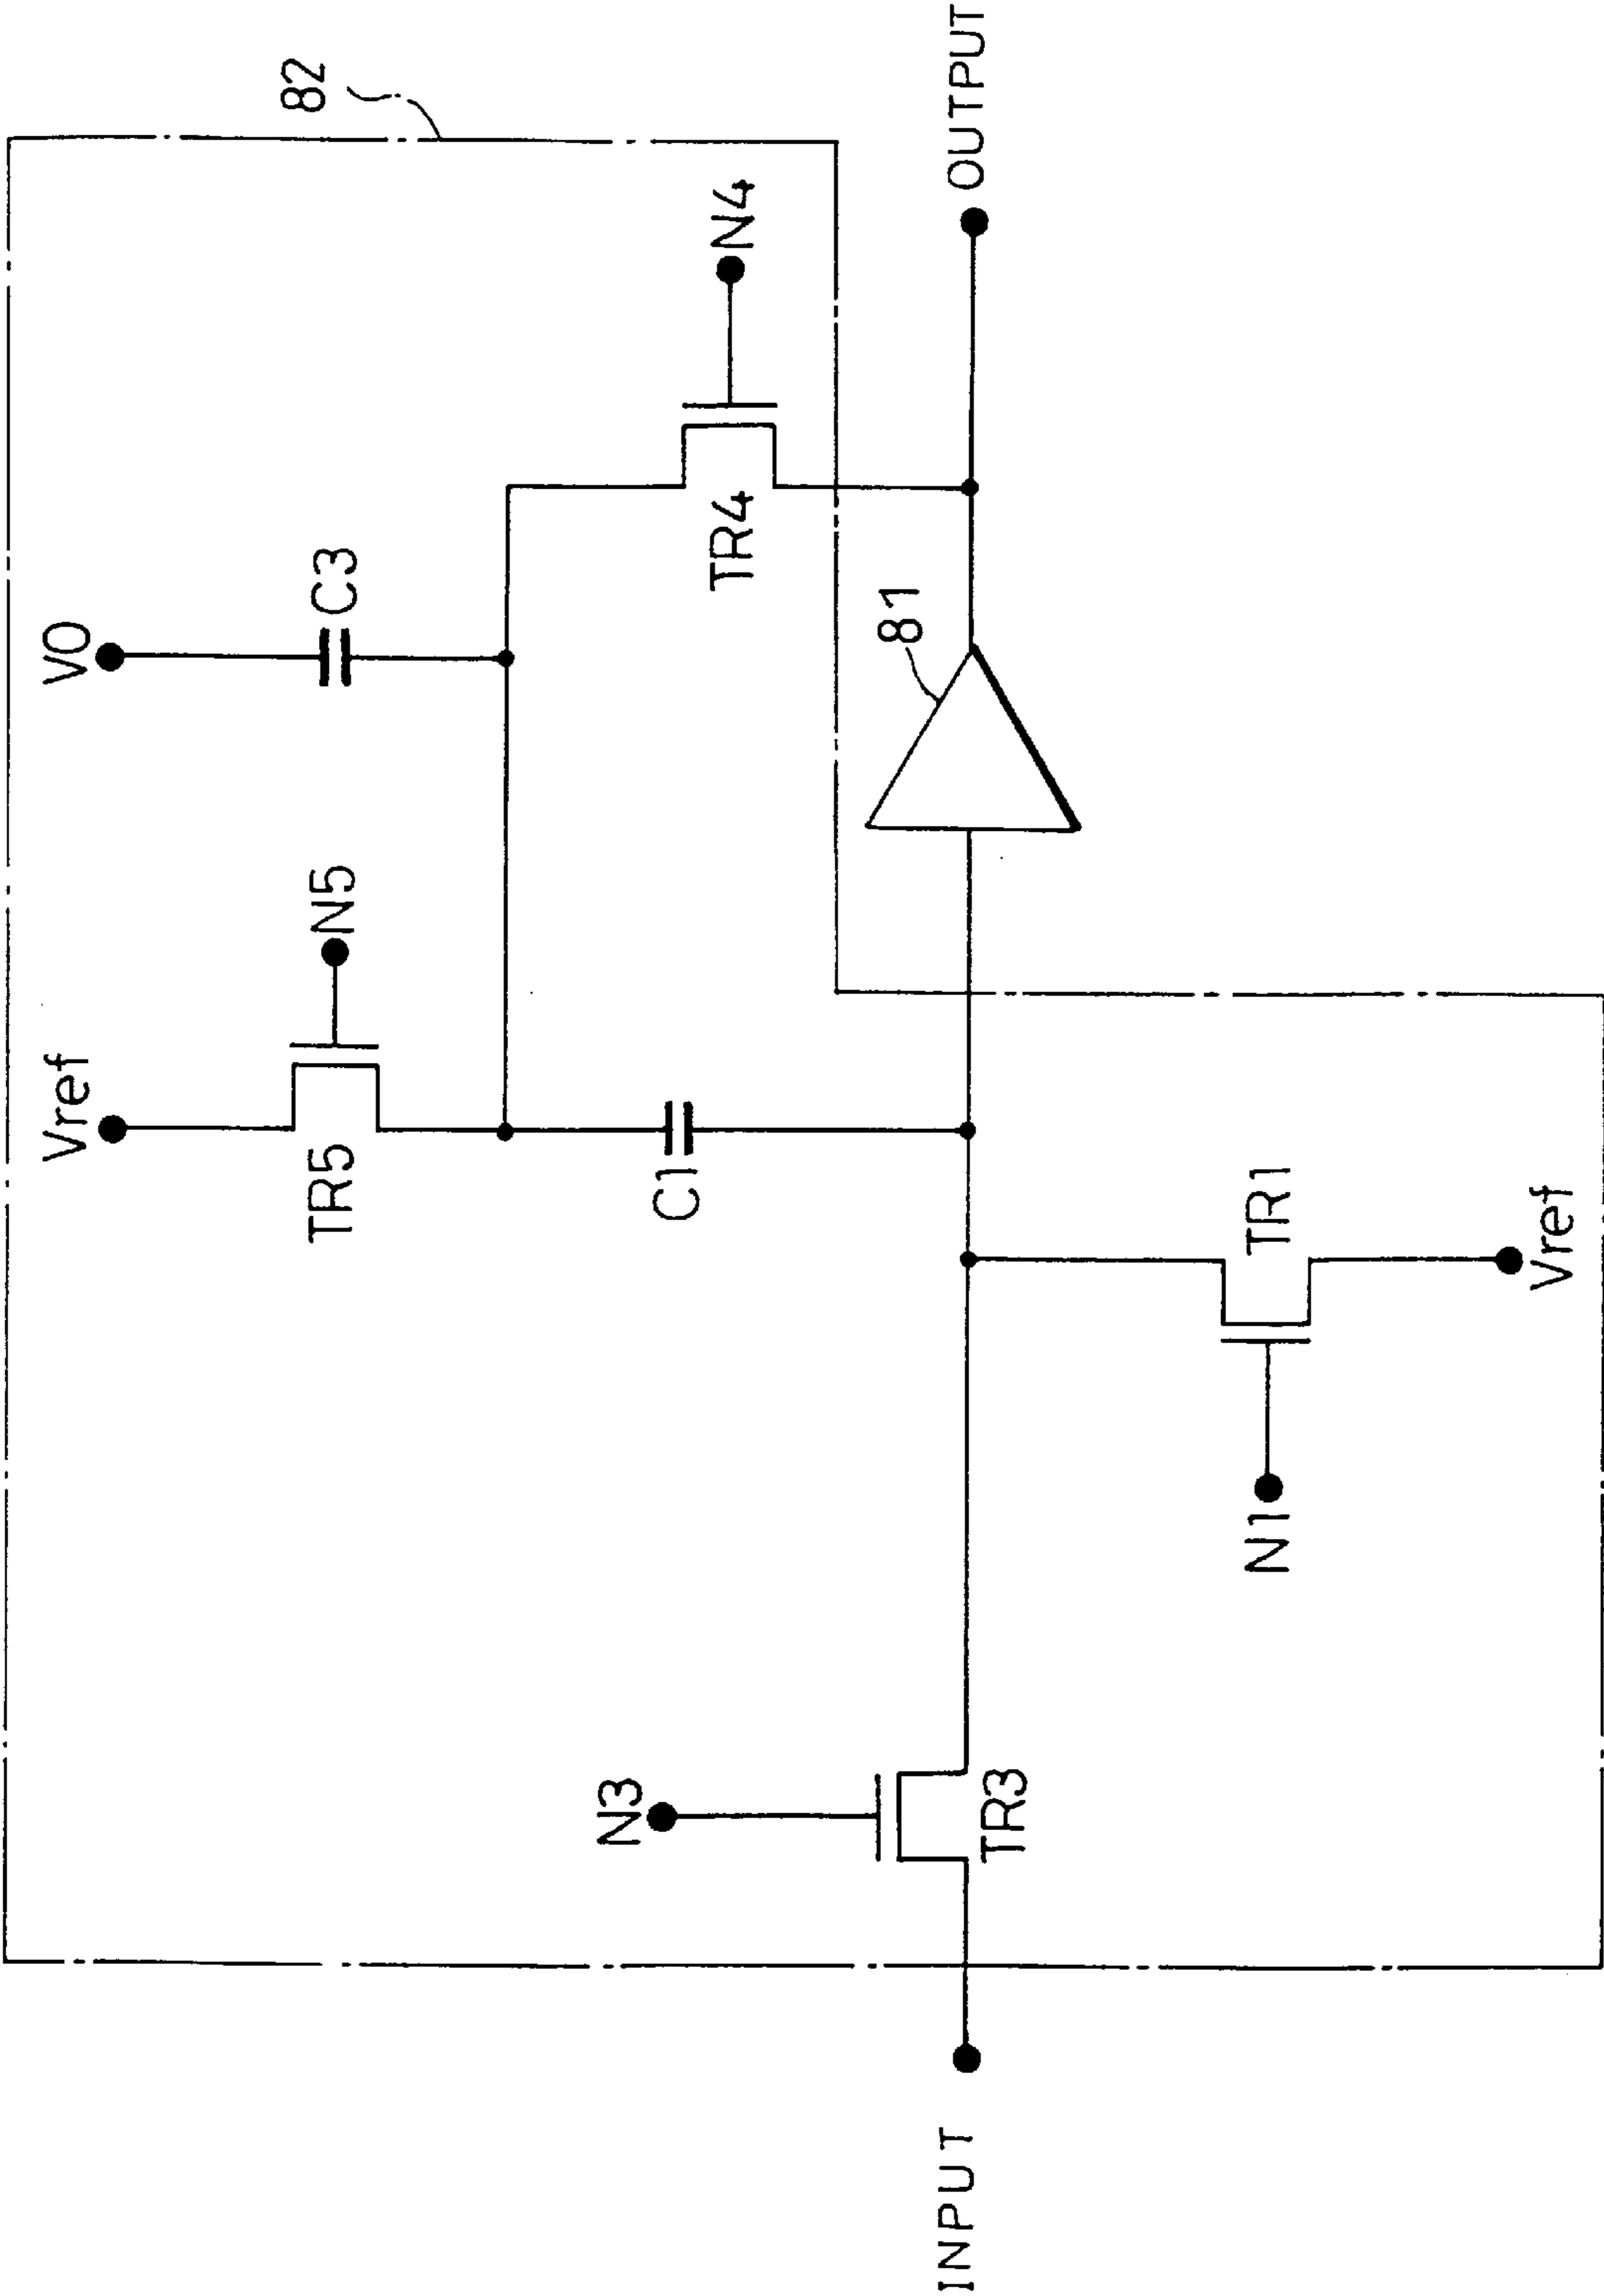 82
V0
C3
N4
TR4
Vref
N5
TR5
C1
81
OUTPUT
N3
TR3
INPUT
N1
TR1
Vref